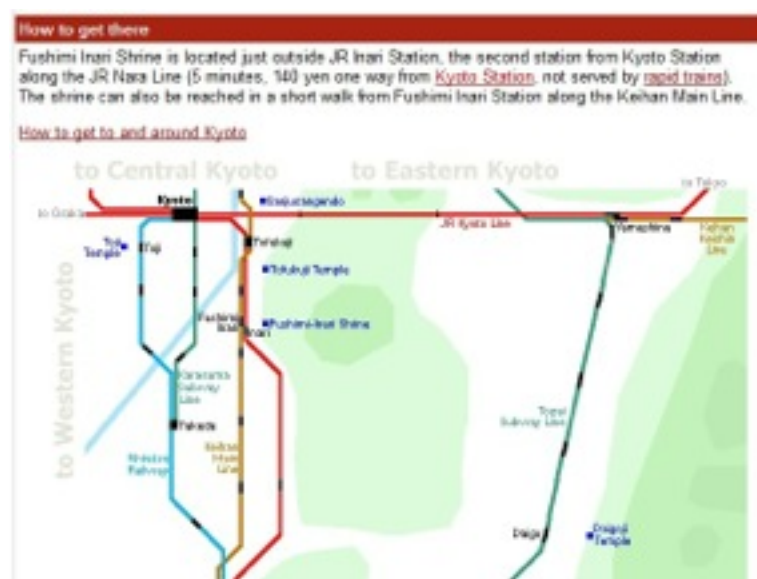 How to get there
Fushimi Inari Shrine is located just outside JR Inari Station, the second station from Kyoto Station
along the JR Nara Line (5 minutes, 140 yen one way from Kyoto Station, not served by rapid trains).
The shrine can also be reached in a short walk from Fushimi Inari Station along the Keihan Main Line.
How to get to and around Kyoto
to Central Kyoto
to Eastern Kyoto
to Tokyo
Kyoto
Sanjusangendo
to Osaka
JR Kyoto Line
Yamashina
Keihan
Keishin
Line
Toji
Temple
Toji
Tofukuji
Tofukuji Temple
to Western Kyoto
Fushimi
Inari
Inari
Fushimi-Inari Shrine
Karasuma
Subway
Line
Takeda
Tozai
Subway Line
Kintetsu
Railway
Keihan
Main
Line
Daigo
Daigoji
Temple